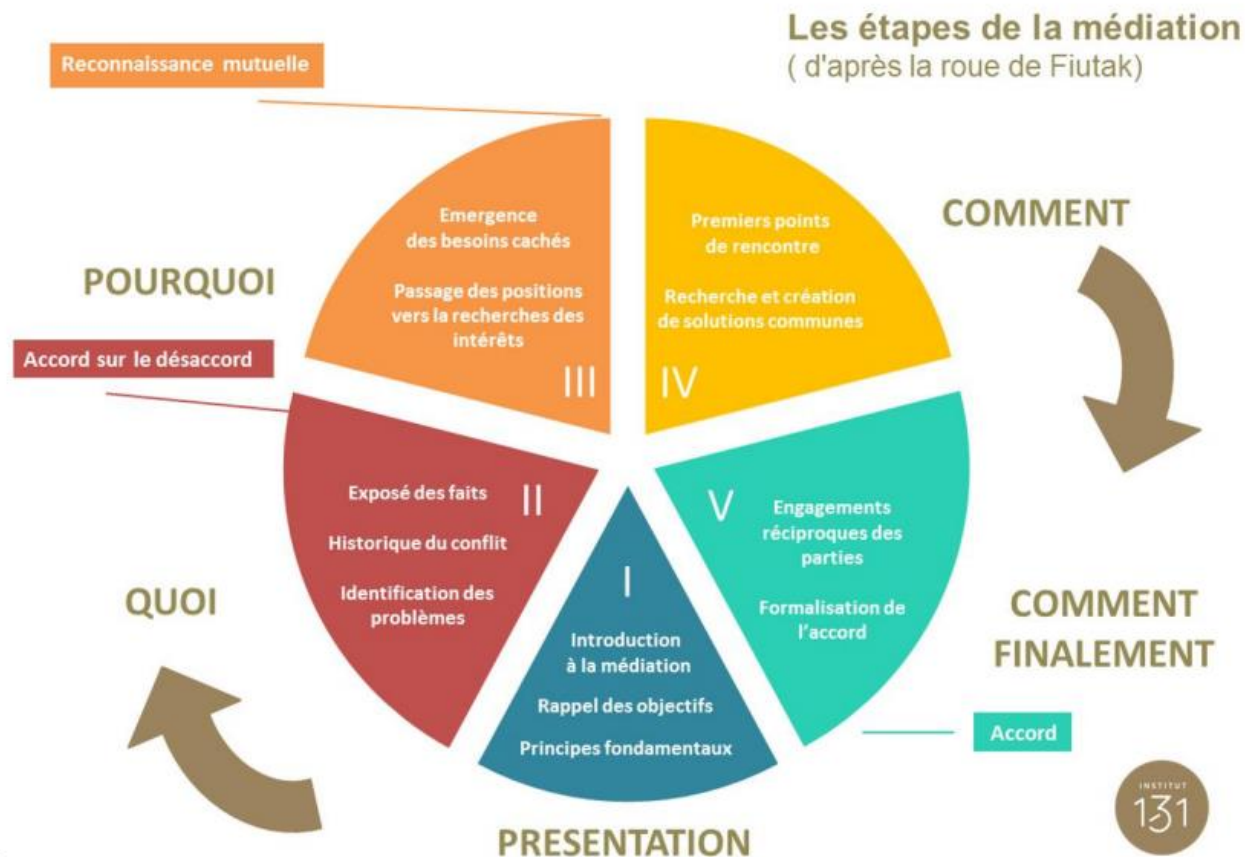 Les étapes de la médiation
( d'après la roue de Fiutak)
Reconnaissance mutuelle
POURQUOI
Accord sur le désaccord
QUOI
PRESENTATION
COMMENT
COMMENT
FINALEMENT
Accord
I
Introduction
à la médiation
Rappel des objectifs
Principes fondamentaux
II
Exposé des faits
Historique du conflit
Identification des
problèmes
Emergence
des besoins cachés
Passage des positions
vers la recherches des
intérêts
III
Premiers points
de rencontre
Recherche et création
de solutions communes
IV
V
Engagements
réciproques des
parties
Formalisation de
l'accord
INSTITUT
131